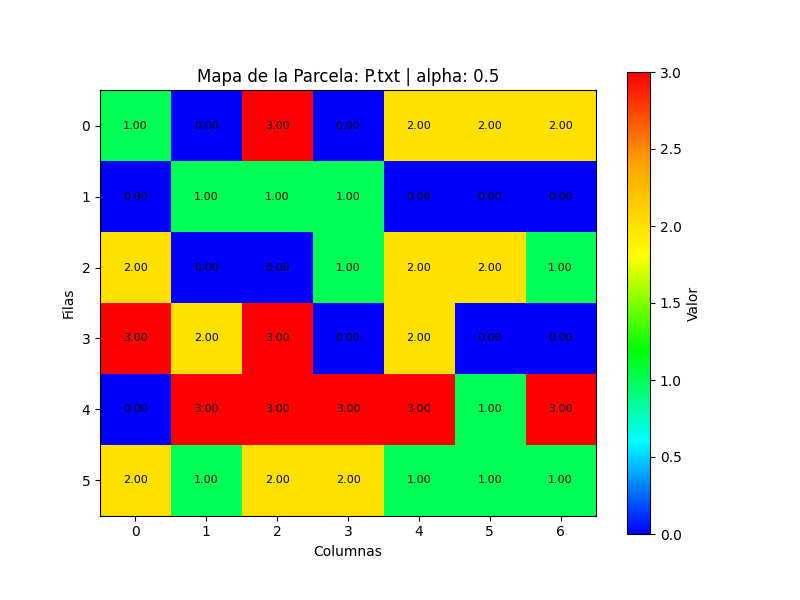 Mapa de la Parcela: P.txt | alpha: 0.5
3.0
0 1.00 0.00 3.00 0.00 2.00 2.00 2.00
2.5
1 0.00 1.00 1.00 1.00 0.00 0.00 0.00
2.0
2 2.00 0.00 0.00 1.00 2.00 2.00 1.00
Filas
1.5
Valor
3 3.00 2.00 3.00 0.00 2.00 0.00 0.00
1.0
4 0.00 3.00 3.00 3.00 3.00 1.00 3.00
0.5
5 2.00 1.00 2.00 2.00 1.00 1.00 1.00
0.0
0 1 2 3 4 5 6
Columnas